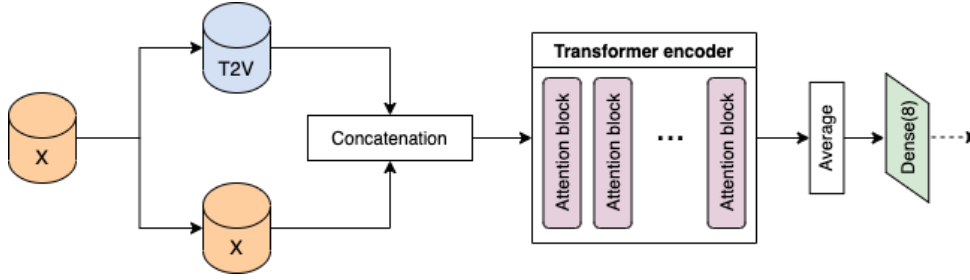 X
T2V
X
Concatenation
Transformer encoder
Attention block
Attention block
...
Attention block
Average
Dense(8)